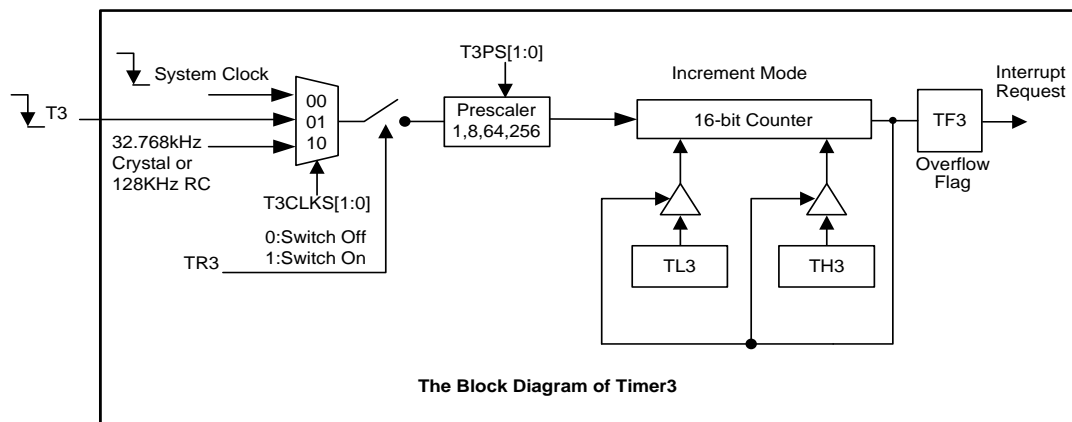 T3PS[1:0]
System Clock
Increment Mode
Interrupt
Request
T3
00
01
10
Prescaler
1,8,64,256
16-bit Counter
TF3
32.768kHz
Crystal or
128KHz RC
Overflow
Flag
T3CLKS[1:0]
0:Switch Off
1:Switch On
TR3
TL3
TH3
The Block Diagram of Timer3